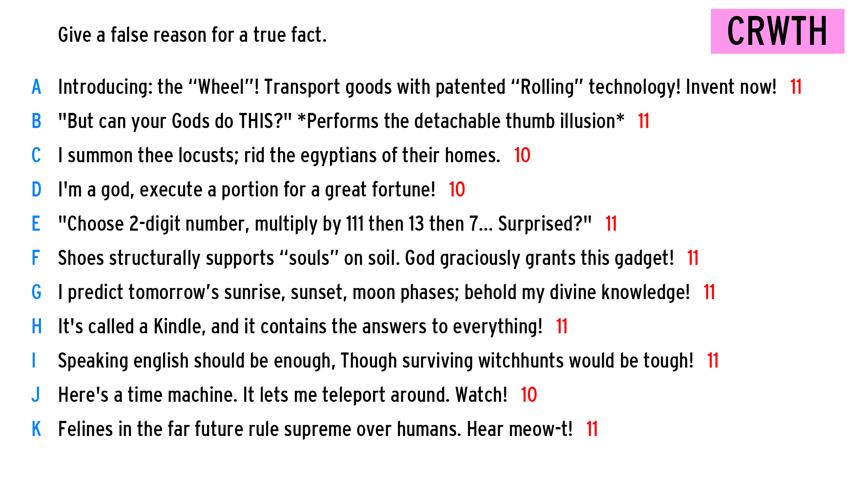 Give a false reason for a true fact.
CRWTH
A Introducing: the “Wheel”! Transport goods with patented “Rolling” technology! Invent now! 11
B "But can your Gods do THIS?" *Performs the detachable thumb illusion* 11
C I summon thee locusts; rid the egyptians of their homes. 10
D I'm a god, execute a portion for a great fortune! 10
E "Choose 2-digit number, multiply by 111 then 13 then 7... Surprised?" 11
F Shoes structurally supports “souls” on soil. God graciously grants this gadget! 11
G I predict tomorrow’s sunrise, sunset, moon phases; behold my divine knowledge! 11
H It's called a Kindle, and it contains the answers to everything! 11
I Speaking english should be enough, Though surviving witchhunts would be tough! 11
J Here's a time machine. It lets me teleport around. Watch! 10
K Felines in the far future rule supreme over humans. Hear meow-t! 11